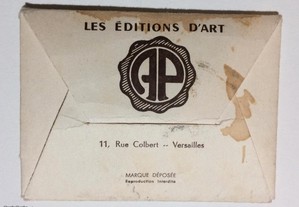 LES ÉDITIONS D'ART
AP
11, Rue Colbert -- Versailles
MARQUE DÉPOSÉE
Reproduction interdite